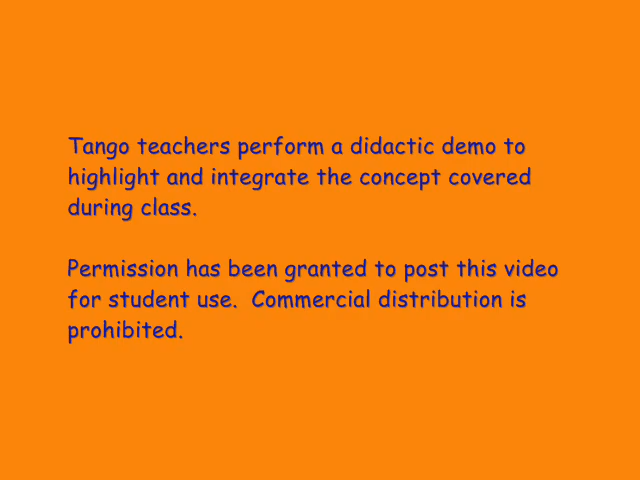 Tango teachers perform a didactic demo to
highlight and integrate the concept covered
during class.
Permission has been granted to post this video
for student use.  Commercial distribution is
prohibited.